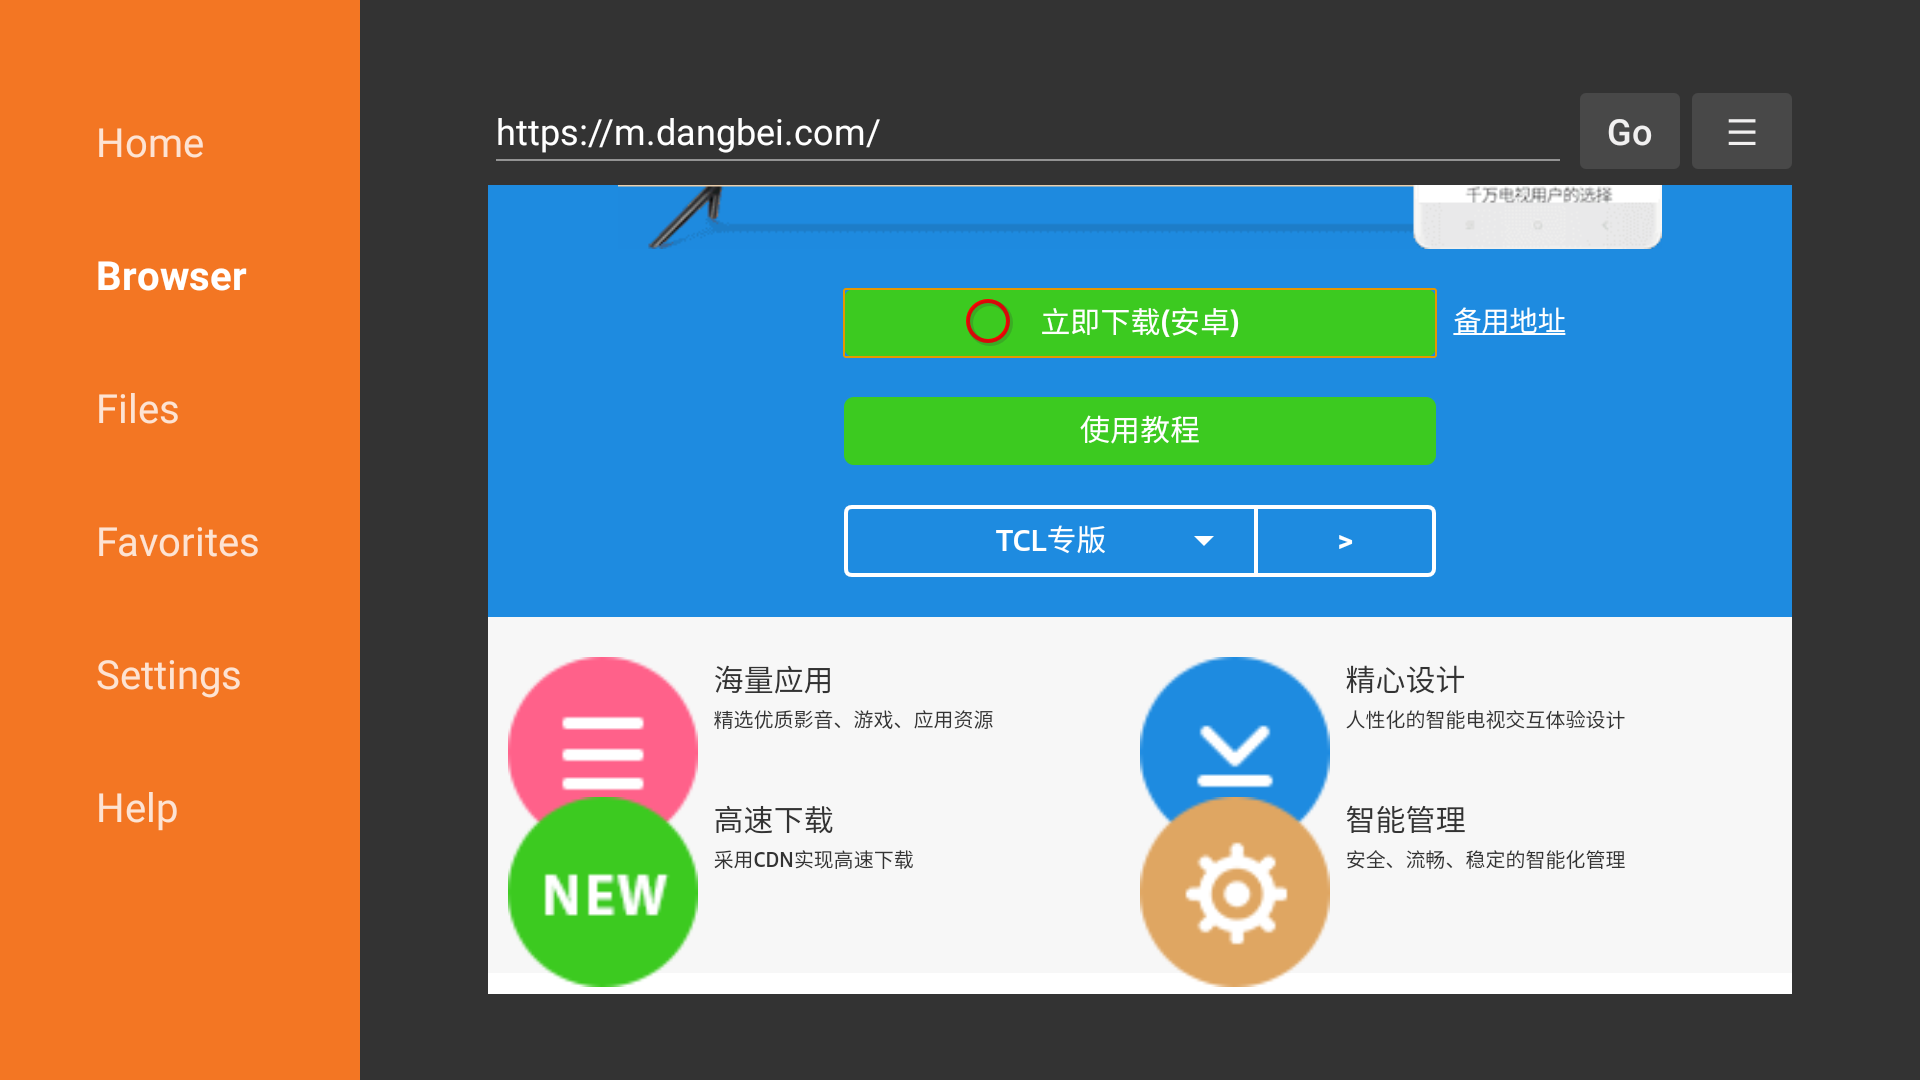 Home
Browser
Files
Favorites
Settings
Help
https://m.dangbei.com/
Go
千万电视用户的选择
立即下载(安卓)
备用地址
使用教程
TCL专版
>
海量应用
精选优质影音、游戏、应用资源
精心设计
人性化的智能电视交互体验设计
NEW
高速下载
采用CDN实现高速下载
智能管理
安全、流畅、稳定的智能化管理